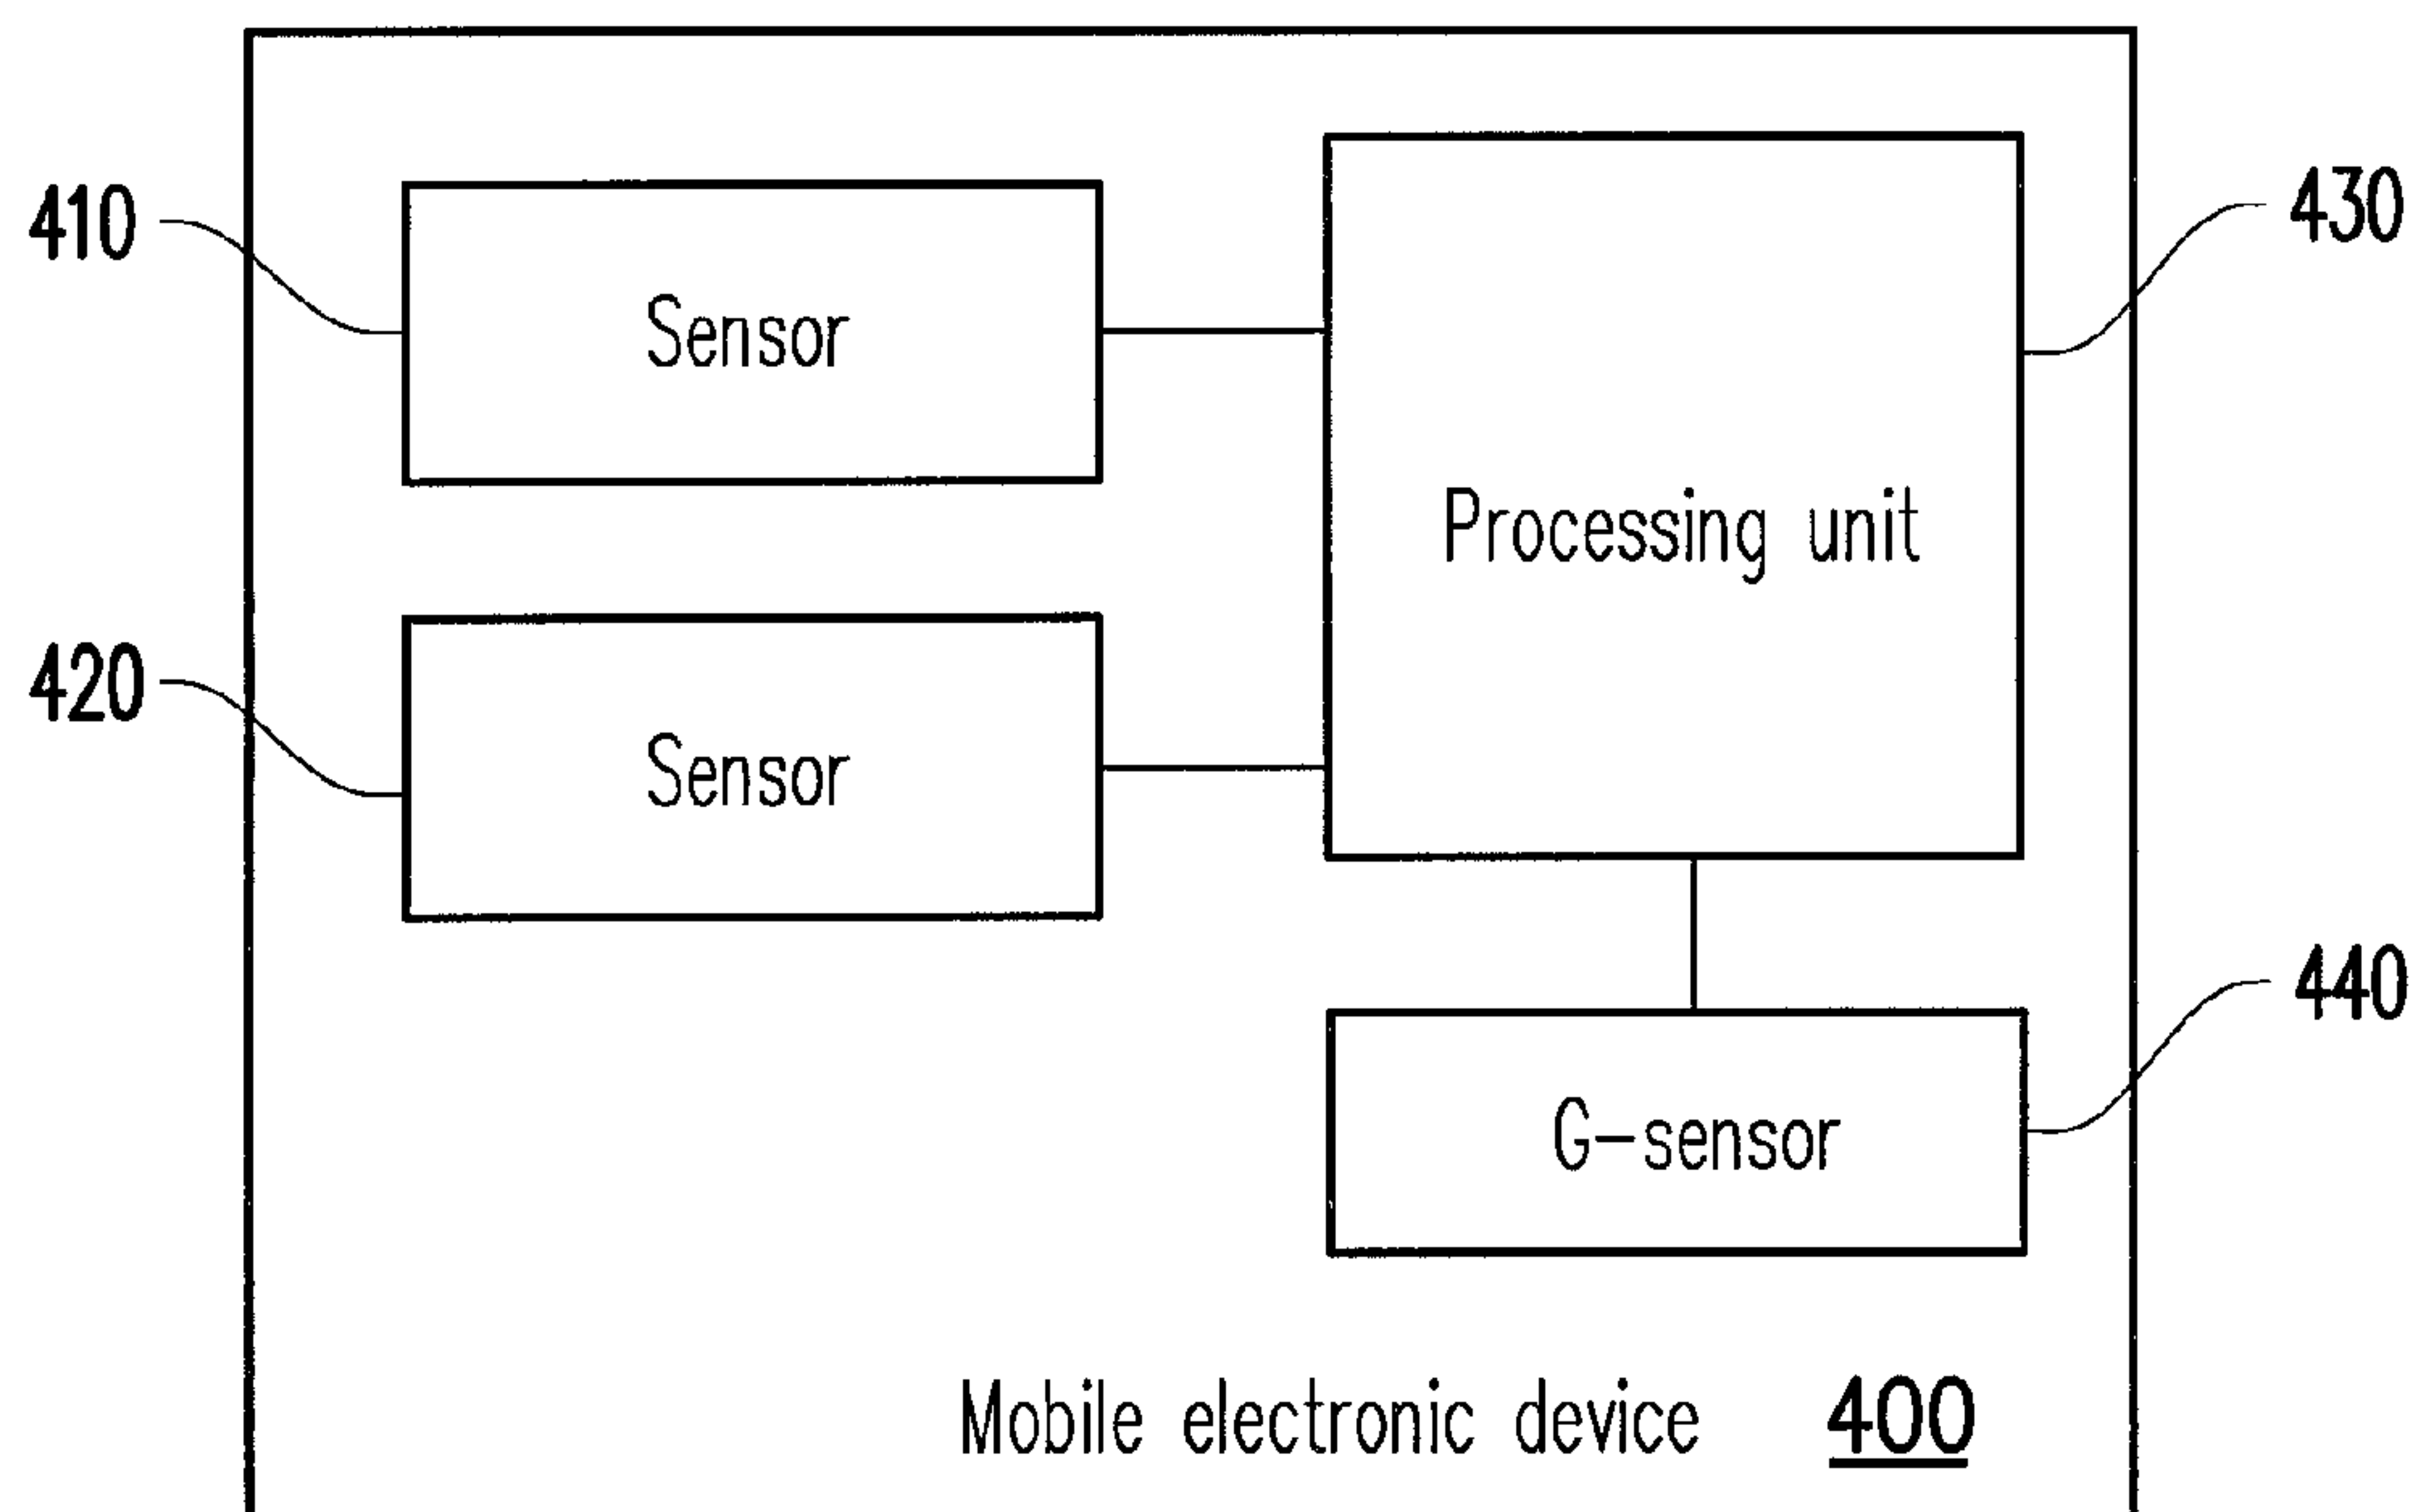 410
Sensor
430
Processing unit
420
Sensor
440
G-sensor
Mobile electronic device 400